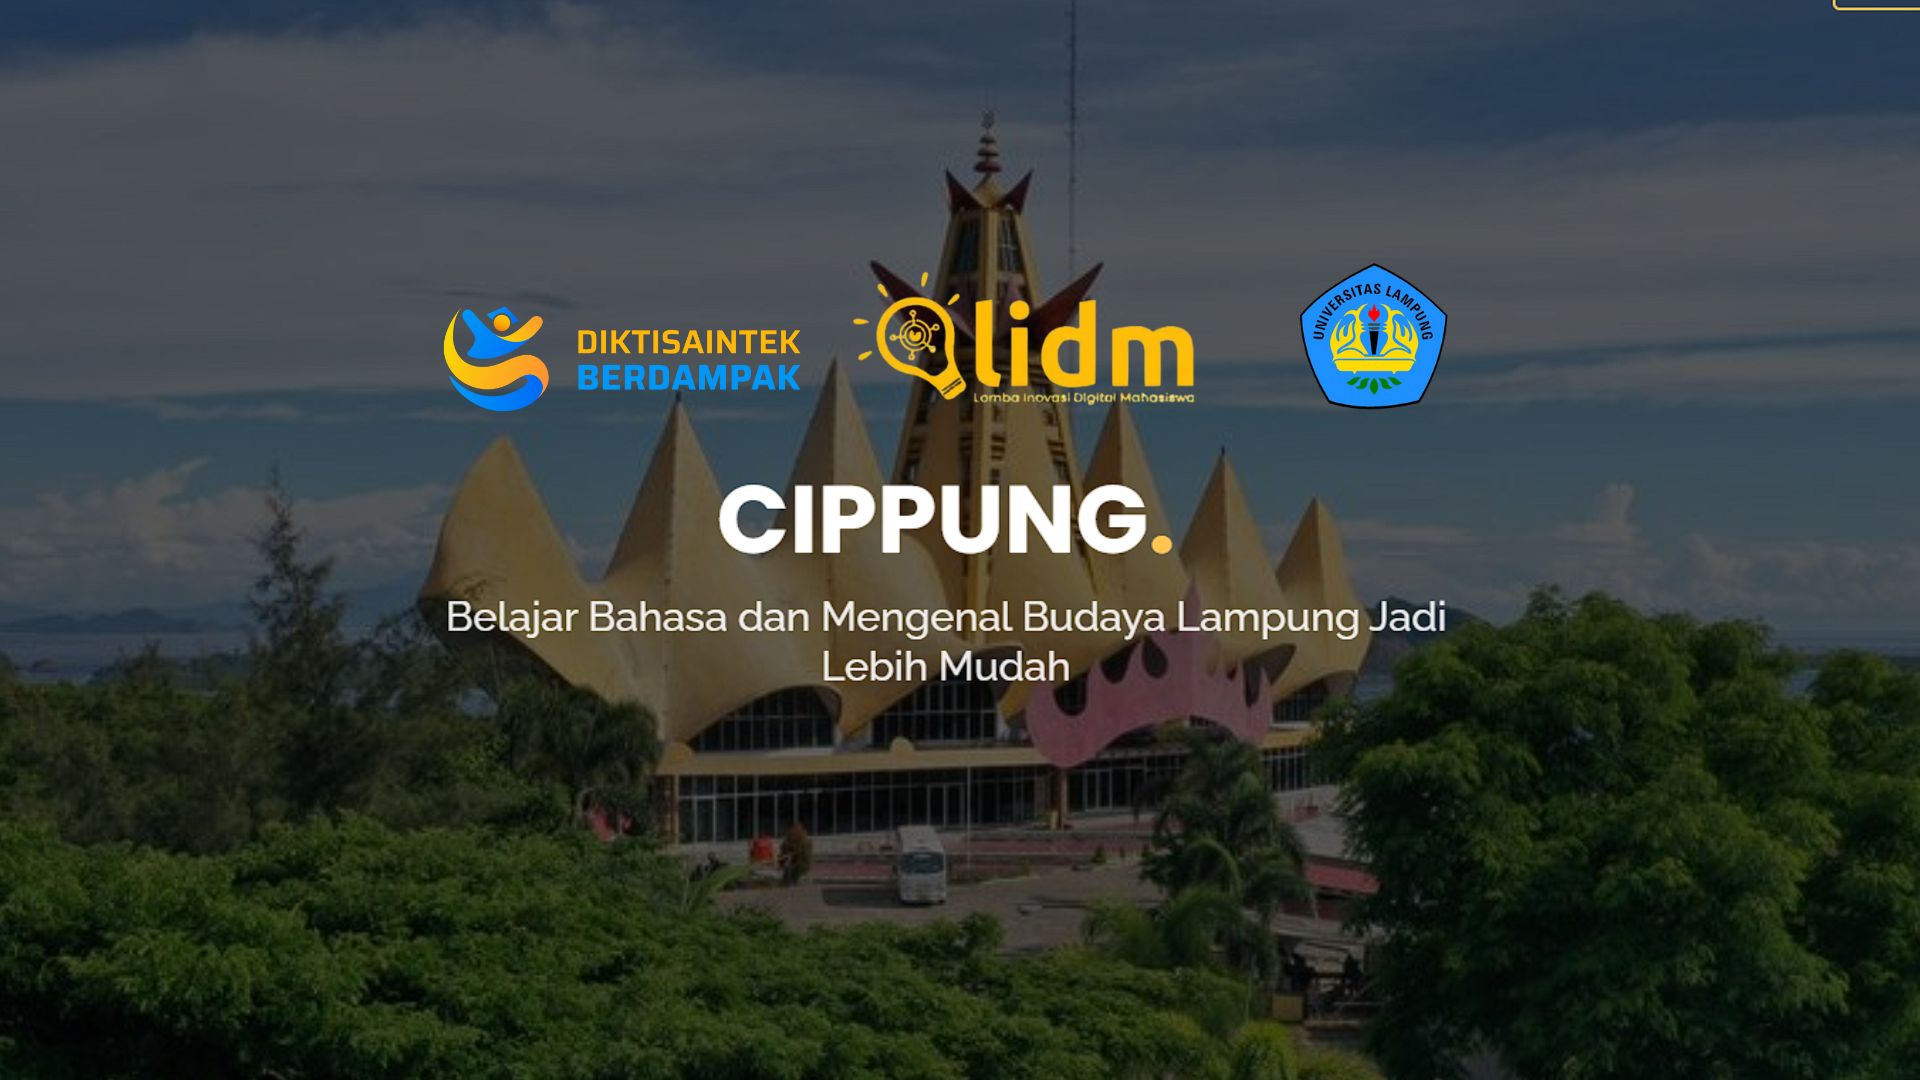 DIKTISAINTEK
BERDAMPAK
lidm
Lomba Inovasi Digital Mahasiswa
UNIVERSITAS LAMPUNG
CIPPUNG.
Belajar Bahasa dan Mengenal Budaya Lampung Jadi
Lebih Mudah